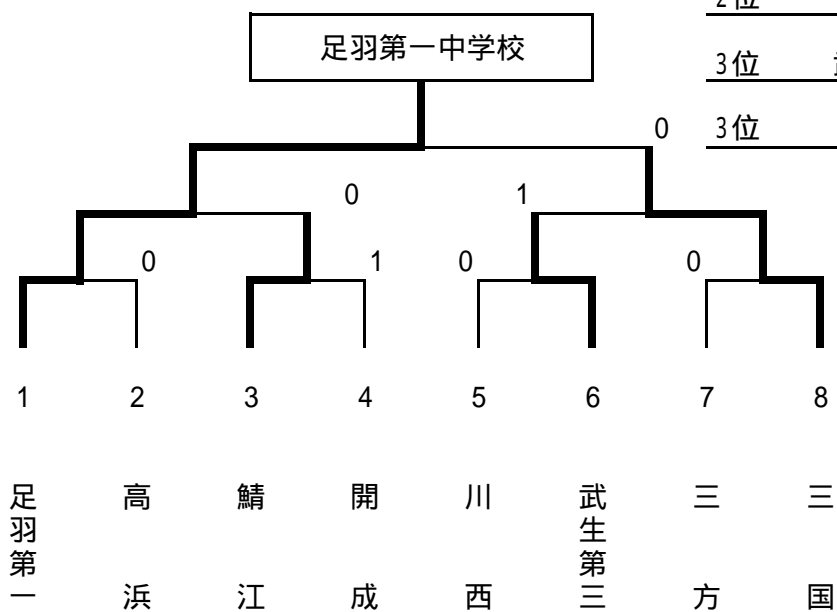 2位
足羽第一中学校
3位
0 3位
0 1
0 1 0 0
1 2 3 4 5 6 7 8
足羽第一 高浜 鯖江 開成 川西 武生第三 三方 三国